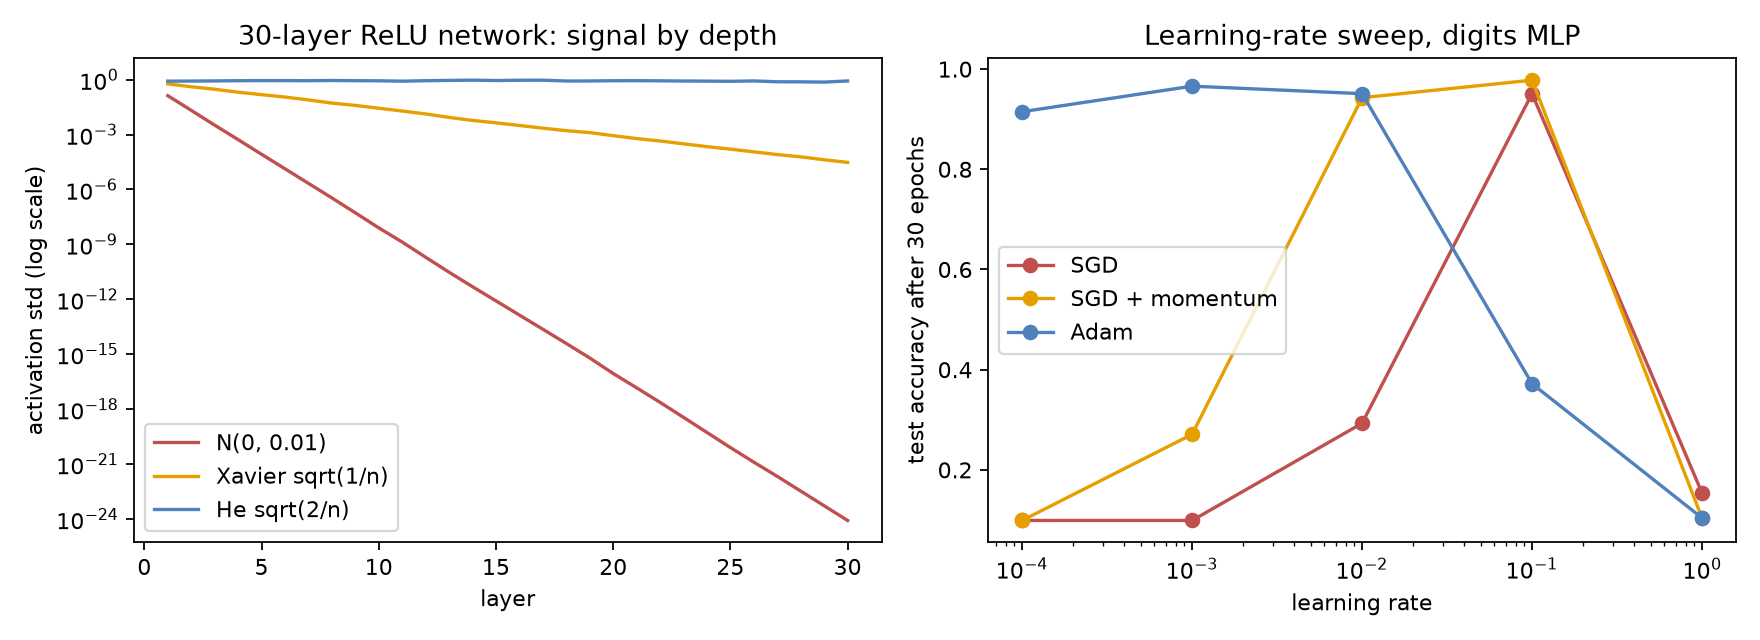 30-layer ReLU network: signal by depth
activation std (log scale)
10^0
10^-3
10^-6
10^-9
10^-12
10^-15
10^-18
10^-21
10^-24
N(0, 0.01)
Xavier sqrt(1/n)
He sqrt(2/n)
0 5 10 15 20 25 30
layer
Learning-rate sweep, digits MLP
test accuracy after 30 epochs
1.0
0.8
0.6
0.4
0.2
SGD
SGD + momentum
Adam
10^-4 10^-3 10^-2 10^-1 10^0
learning rate